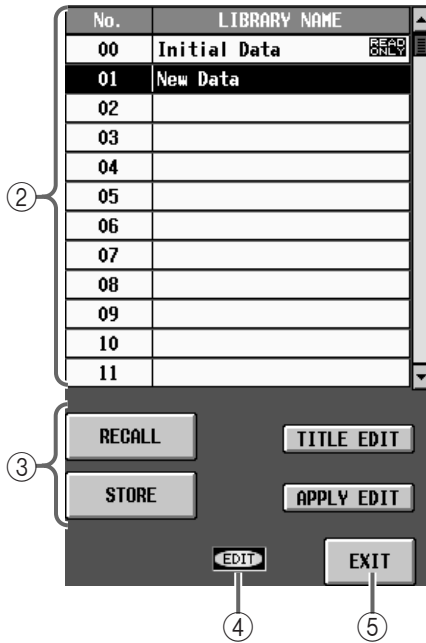 No. LIBRARY NAME
00 Initial Data READ ONLY
01 New Data
02
03
04
05
06
07
08
09
10
11
②
RECALL TITLE EDIT
③
STORE APPLY EDIT
EDIT EXIT
④ ⑤